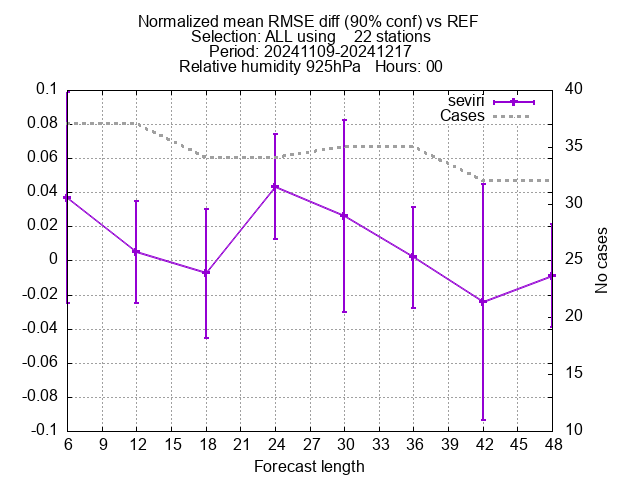 Normalized mean RMSE diff (90% conf) vs REF
Selection: ALL using    22 stations
Period: 20241109-20241217
Relative humidity 925hPa   Hours: 00
seviri
Cases
0.1
0.08
0.06
0.04
0.02
0
-0.02
-0.04
-0.06
-0.08
-0.1
40
35
30
25
20
15
10
No cases
6 9 12 15 18 21 24 27 30 33 36 39 42 45 48
Forecast length